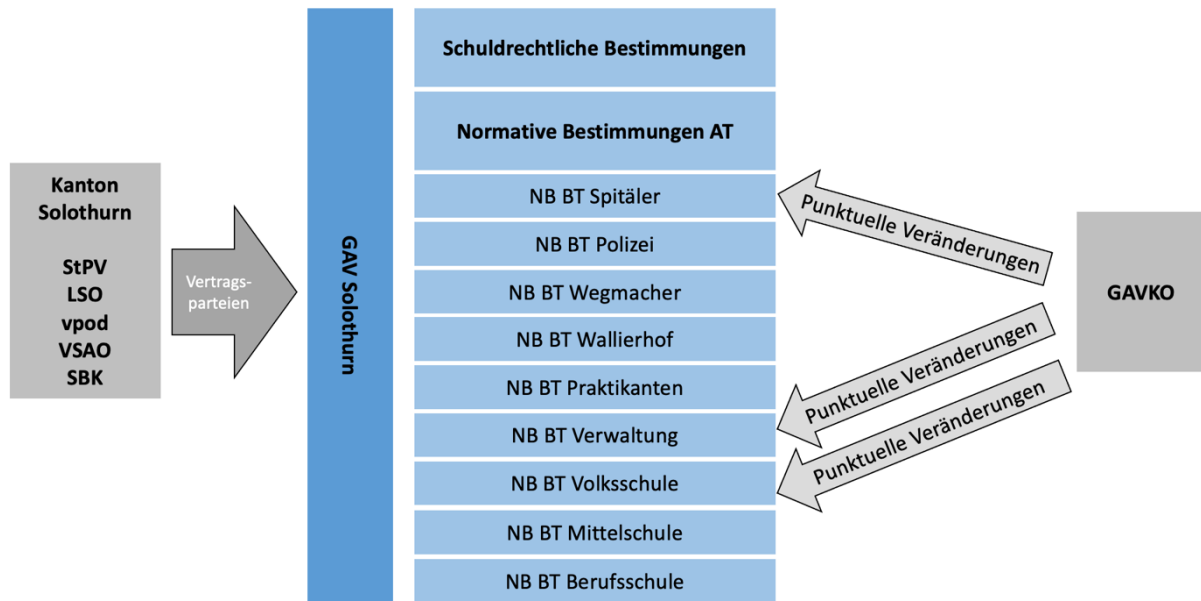 Kanton
Solothurn
StPV
LSO
vpod
VSAO
SBK
Vertrags-
parteien
GAV Solothurn
Schuldrechtliche Bestimmungen
Normative Bestimmungen AT
NB BT Spitäler
NB BT Polizei
NB BT Wegmacher
NB BT Wallierhof
NB BT Praktikanten
NB BT Verwaltung
NB BT Volksschule
NB BT Mittelschule
NB BT Berufsschule
Punktuelle Veränderungen
Punktuelle Veränderungen
Punktuelle Veränderungen
GAVKO